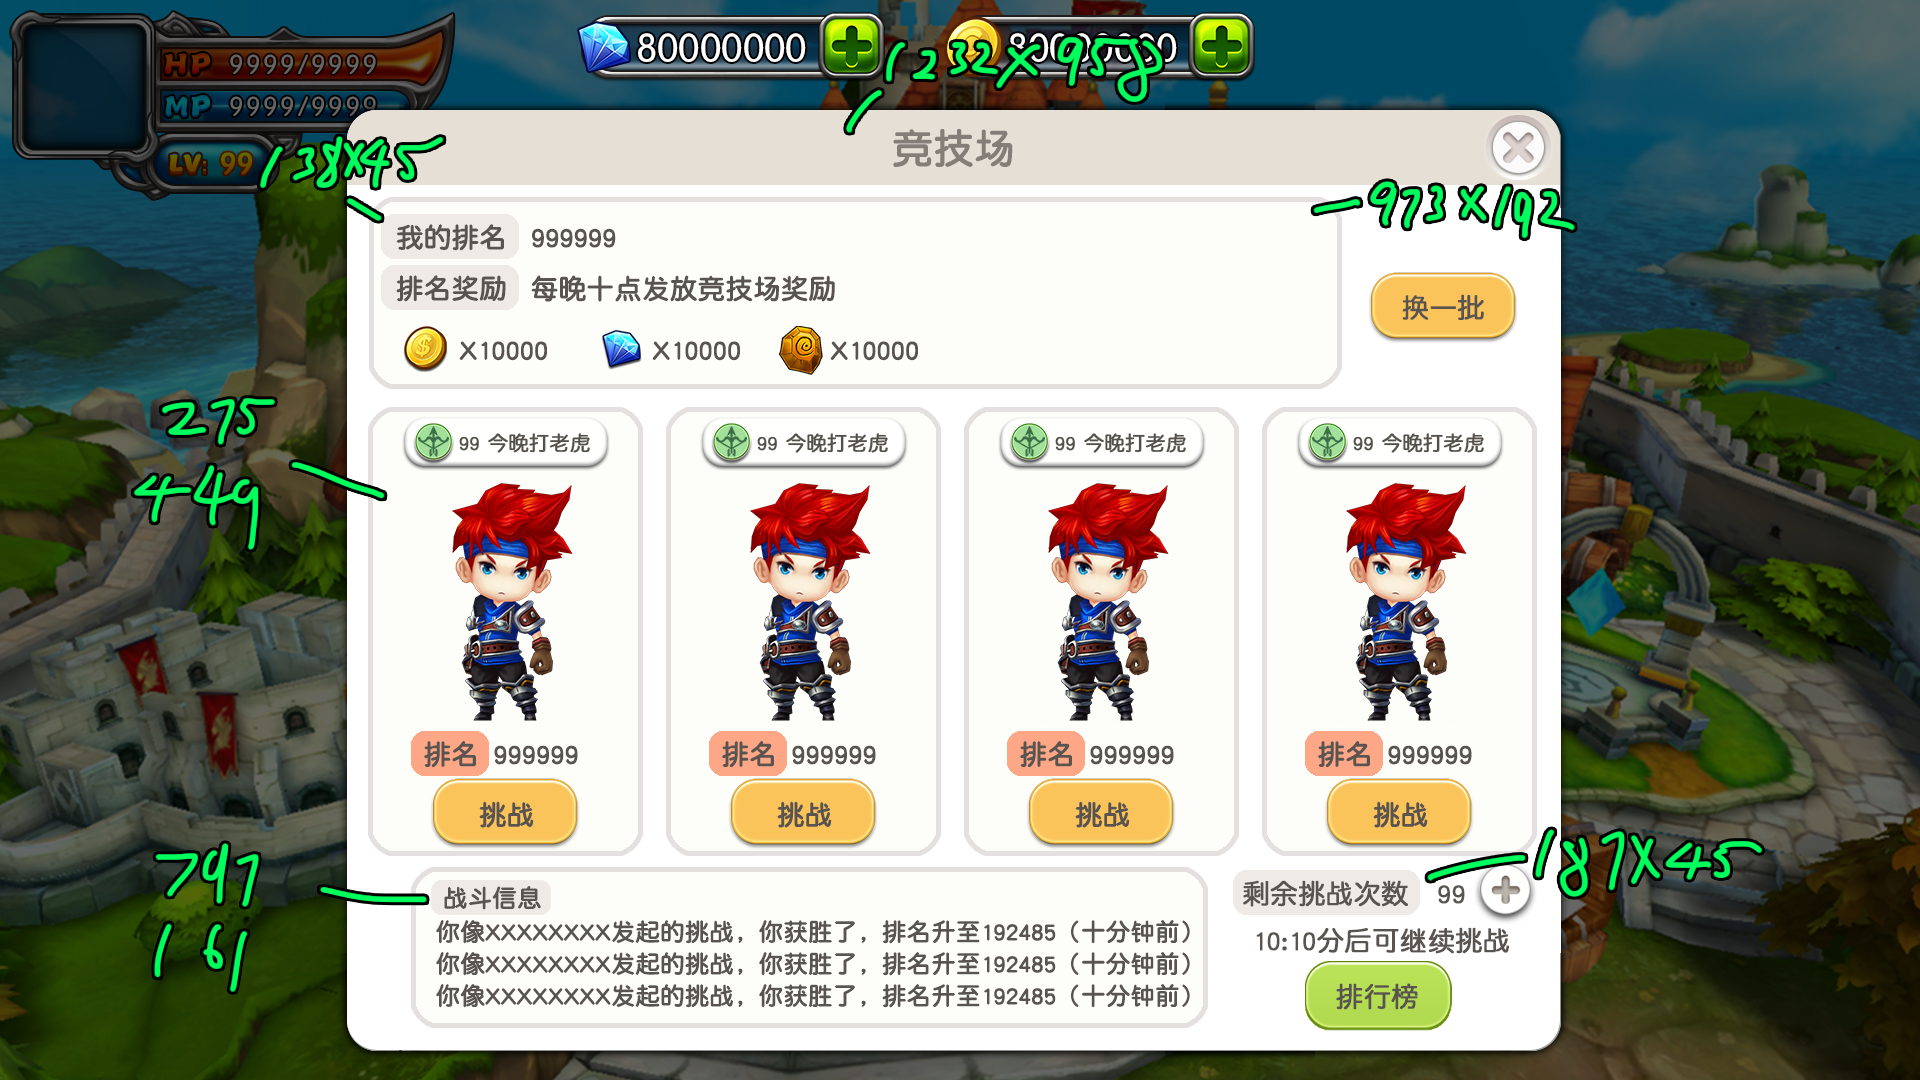 HP 9999/9999
80000000
80000000
MP 9999/9999
1232X958
LV: 99
138X45
竞技场
973X192
我的排名 999999
排名奖励 每晚十点发放竞技场奖励
换一批
X10000 X10000 X10000
275
449
99 今晚打老虎
99 今晚打老虎
99 今晚打老虎
99 今晚打老虎
排名 999999
排名 999999
排名 999999
排名 999999
挑战
挑战
挑战
挑战
797
161
187X45
战斗信息
你像XXXXXXXX发起的挑战，你获胜了，排名升至192485（十分钟前）
你像XXXXXXXX发起的挑战，你获胜了，排名升至192485（十分钟前）
你像XXXXXXXX发起的挑战，你获胜了，排名升至192485（十分钟前）
剩余挑战次数 99
10:10分后可继续挑战
排行榜